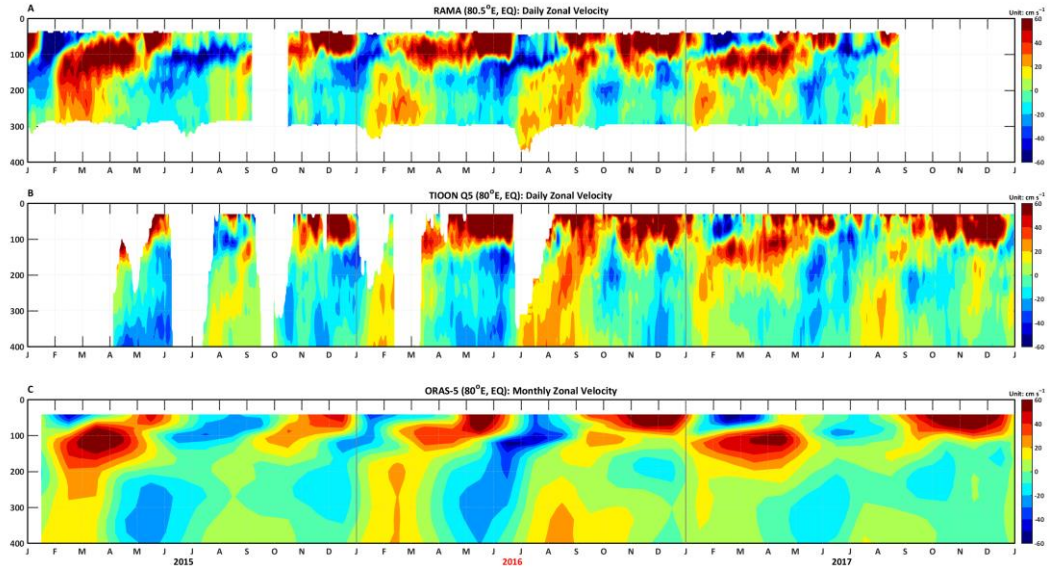 A
RAMA (80.5°E, EQ): Daily Zonal Velocity
Unit: cm s⁻¹
0
100
200
300
400
60
40
20
0
-20
-40
-60
J F M A M J J A S O N D J F M A M J J A S O N D J F M A M J J A S O N D J
B
TIOON Q5 (80°E, EQ): Daily Zonal Velocity
Unit: cm s⁻¹
0
100
200
300
400
60
40
20
0
-20
-40
-60
J F M A M J J A S O N D J F M A M J J A S O N D J F M A M J J A S O N D J
C
ORAS-5 (80°E, EQ): Monthly Zonal Velocity
Unit: cm s⁻¹
0
100
200
300
400
60
40
20
0
-20
-40
-60
J F M A M J J A S O N D J F M A M J J A S O N D J F M A M J J A S O N D J
2015 2016 2017